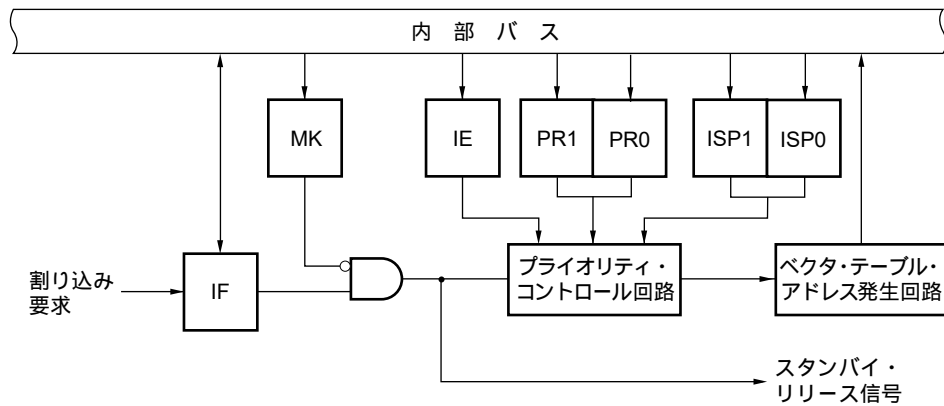 内 部 バ ス
MK
IE
PR1
PR0
ISP1
ISP0
割り込み
要求
IF
プライオリティ・
コントロール回路
ベクタ・テーブル・
アドレス発生回路
スタンバイ・
リリース信号